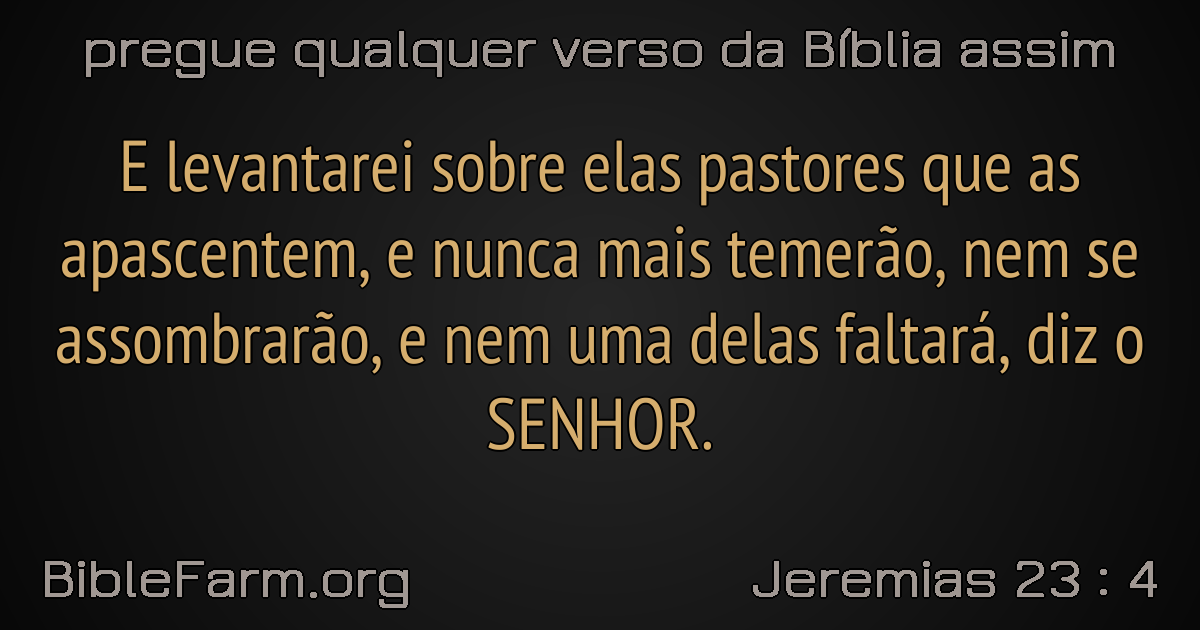 pregue qualquer verso da Bíblia assim
E levantarei sobre elas pastores que as
apascentem, e nunca mais temerão, nem se
assombrarão, e nem uma delas faltará, diz o
SENHOR.
BibleFarm.org
Jeremias 23 : 4